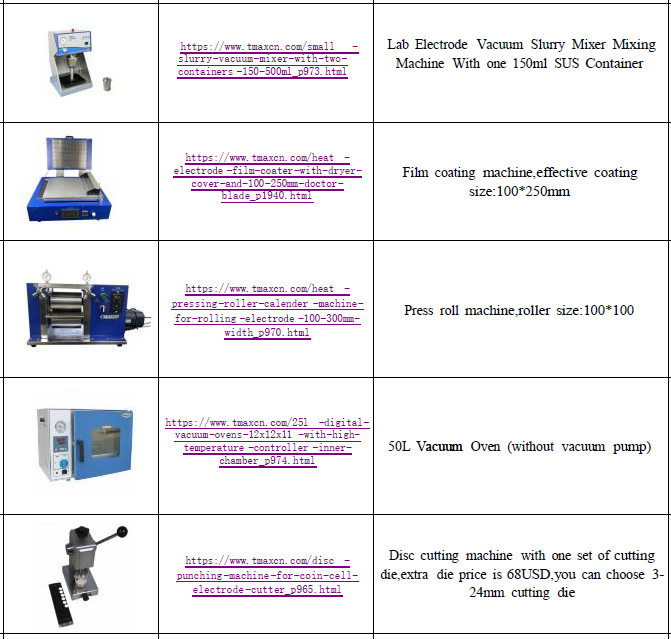 https://www.tmaxcn.com/small -
slurry-vacuum-mixer-with-two-
containers-150-500ml_p973.html
Lab Electrode Vacuum Slurry Mixer Mixing
Machine With one 150ml SUS Container
https://www.tmaxcn.com/heat -
electrode-film-coater-with-dryer-
cover-and-100-250mm-doctor-
blade_p1940.html
Film coating machine,effective coating
size:100*250mm
https://www.tmaxcn.com/heat -
pressing-roller-calender-machine-
for-rolling-electrode-100-300mm-
width_p970.html
Press roll machine,roller size:100*100
https://www.tmaxcn.com/25l -digital-
vacuum-ovens-12x12x11 -with-high-
temperature-controller-inner-
chamber_p974.html
50L Vacuum Oven (without vacuum pump)
https://www.tmaxcn.com/disc -
punching-machine-for-coin-cell-
electrode-cutter_p965.html
Disc cutting machine with one set of cutting
die,extra die price is 68USD,you can choose 3-
24mm cutting die